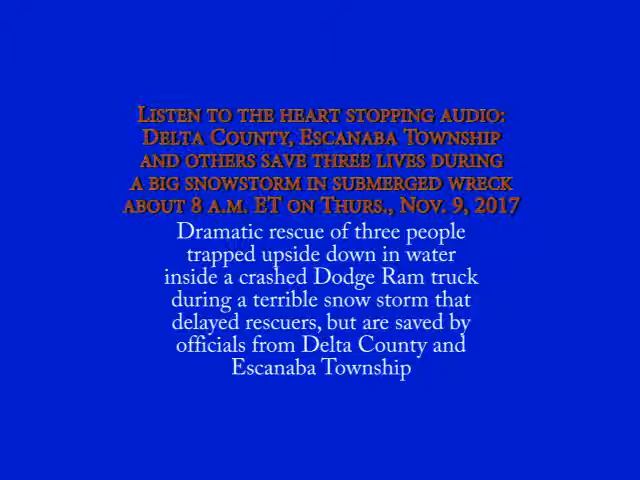 Listen to the heart stopping audio:
Delta County, Escanaba Township
and others save three lives during
a big snowstorm in submerged wreck
about 8 a.m. ET on Thurs., Nov. 9, 2017
Dramatic rescue of three people
trapped upside down in water
inside a crashed Dodge Ram truck
during a terrible snow storm that
delayed rescuers, but are saved by
officials from Delta County and
Escanaba Township